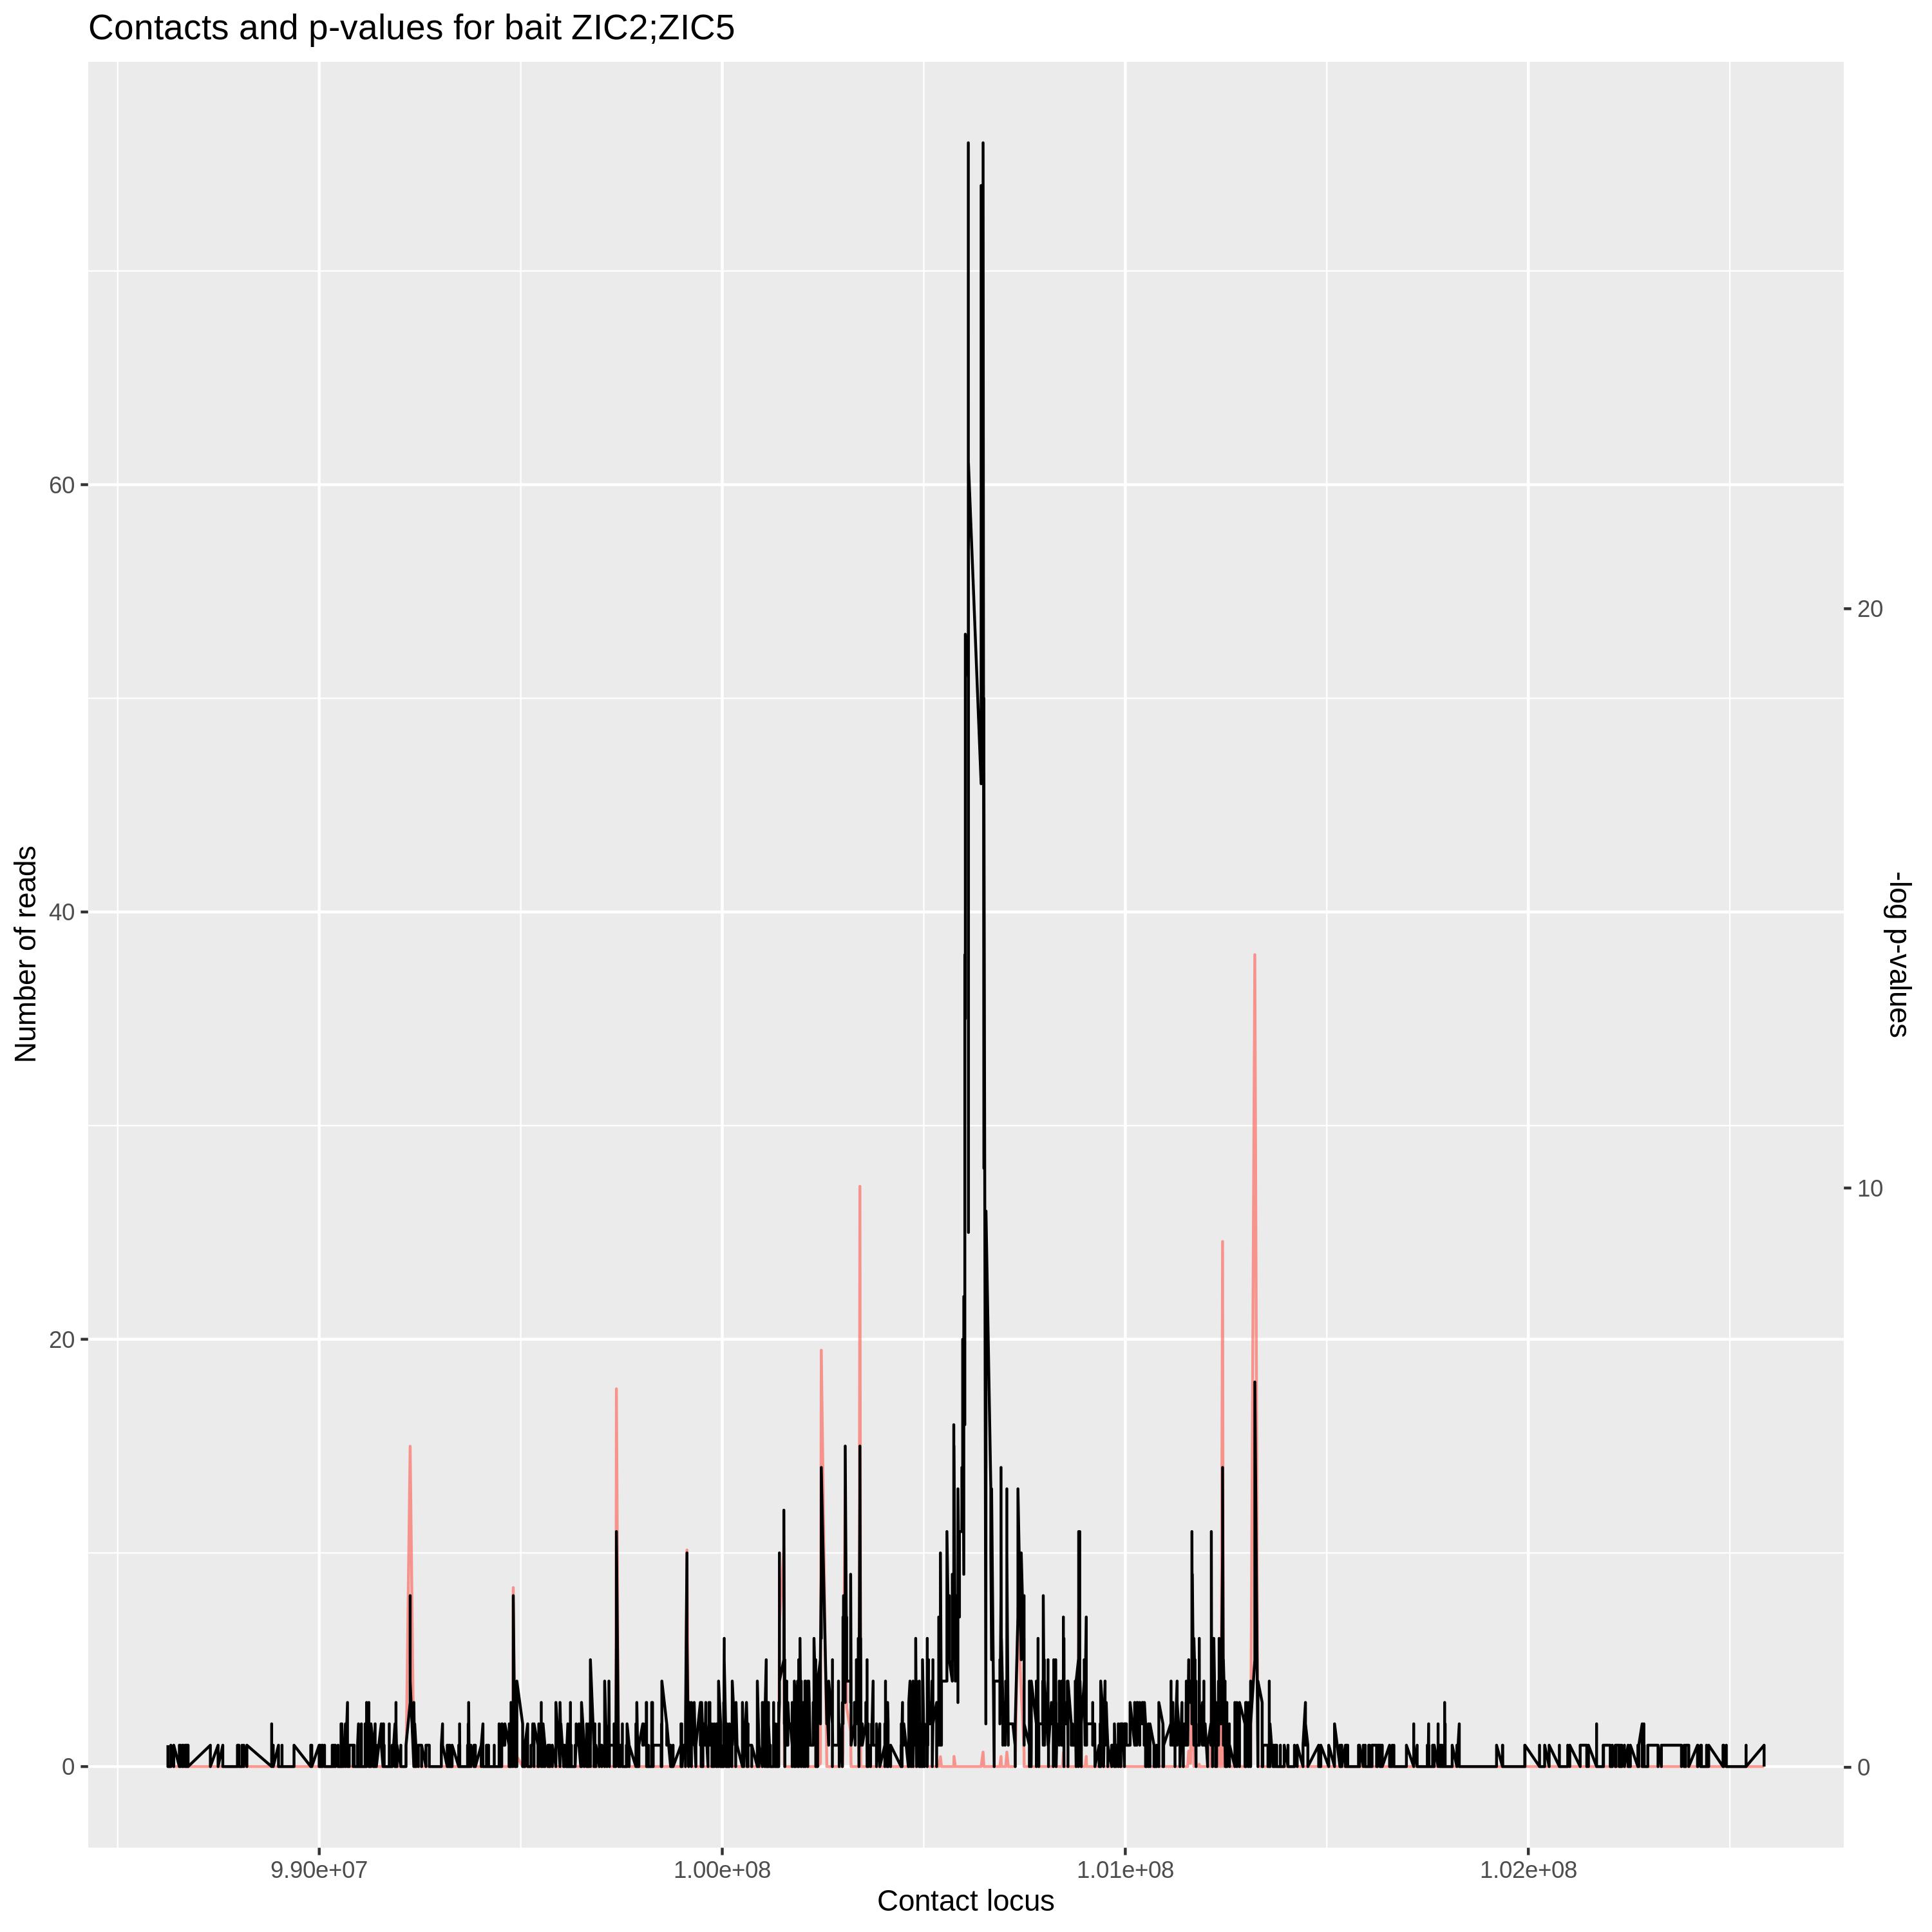 Contacts and p-values for bait ZIC2;ZIC5
Number of reads
60
40
20
0
-log p-values
20
10
0
9.90e+07
1.00e+08
1.01e+08
1.02e+08
Contact locus